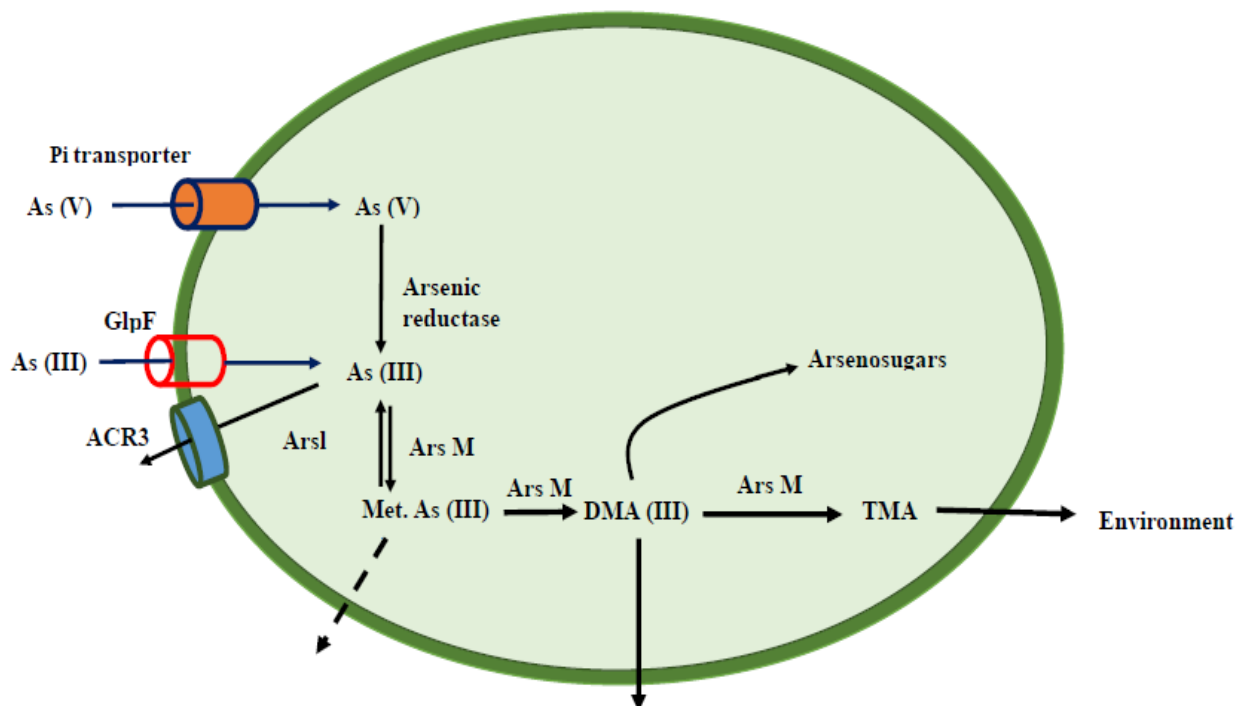 Pi transporter
As (V)
As (V)
Arsenic
reductase
GlpF
As (III)
As (III)
Arsenosugars
ACR3
Arsl
Ars M
Ars M
Ars M
Met. As (III)
DMA (III)
TMA
Environment